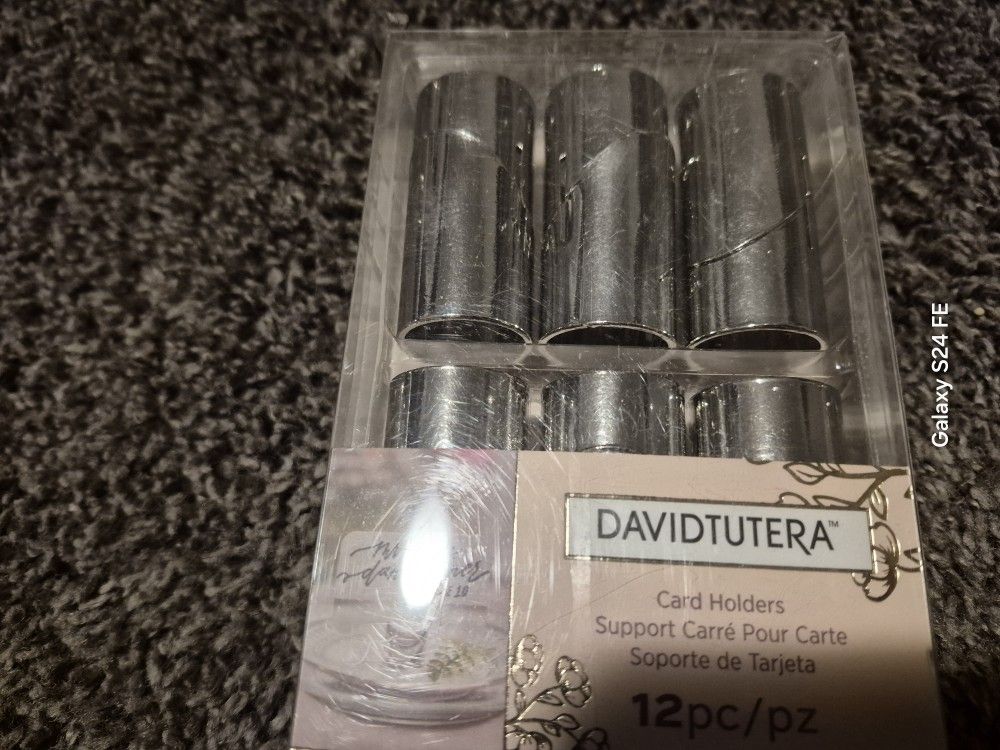 DAVIDTUTERA™
Card Holders
Support Carré Pour Carte
Soporte de Tarjeta
12pc/pz
Galaxy S24 FE